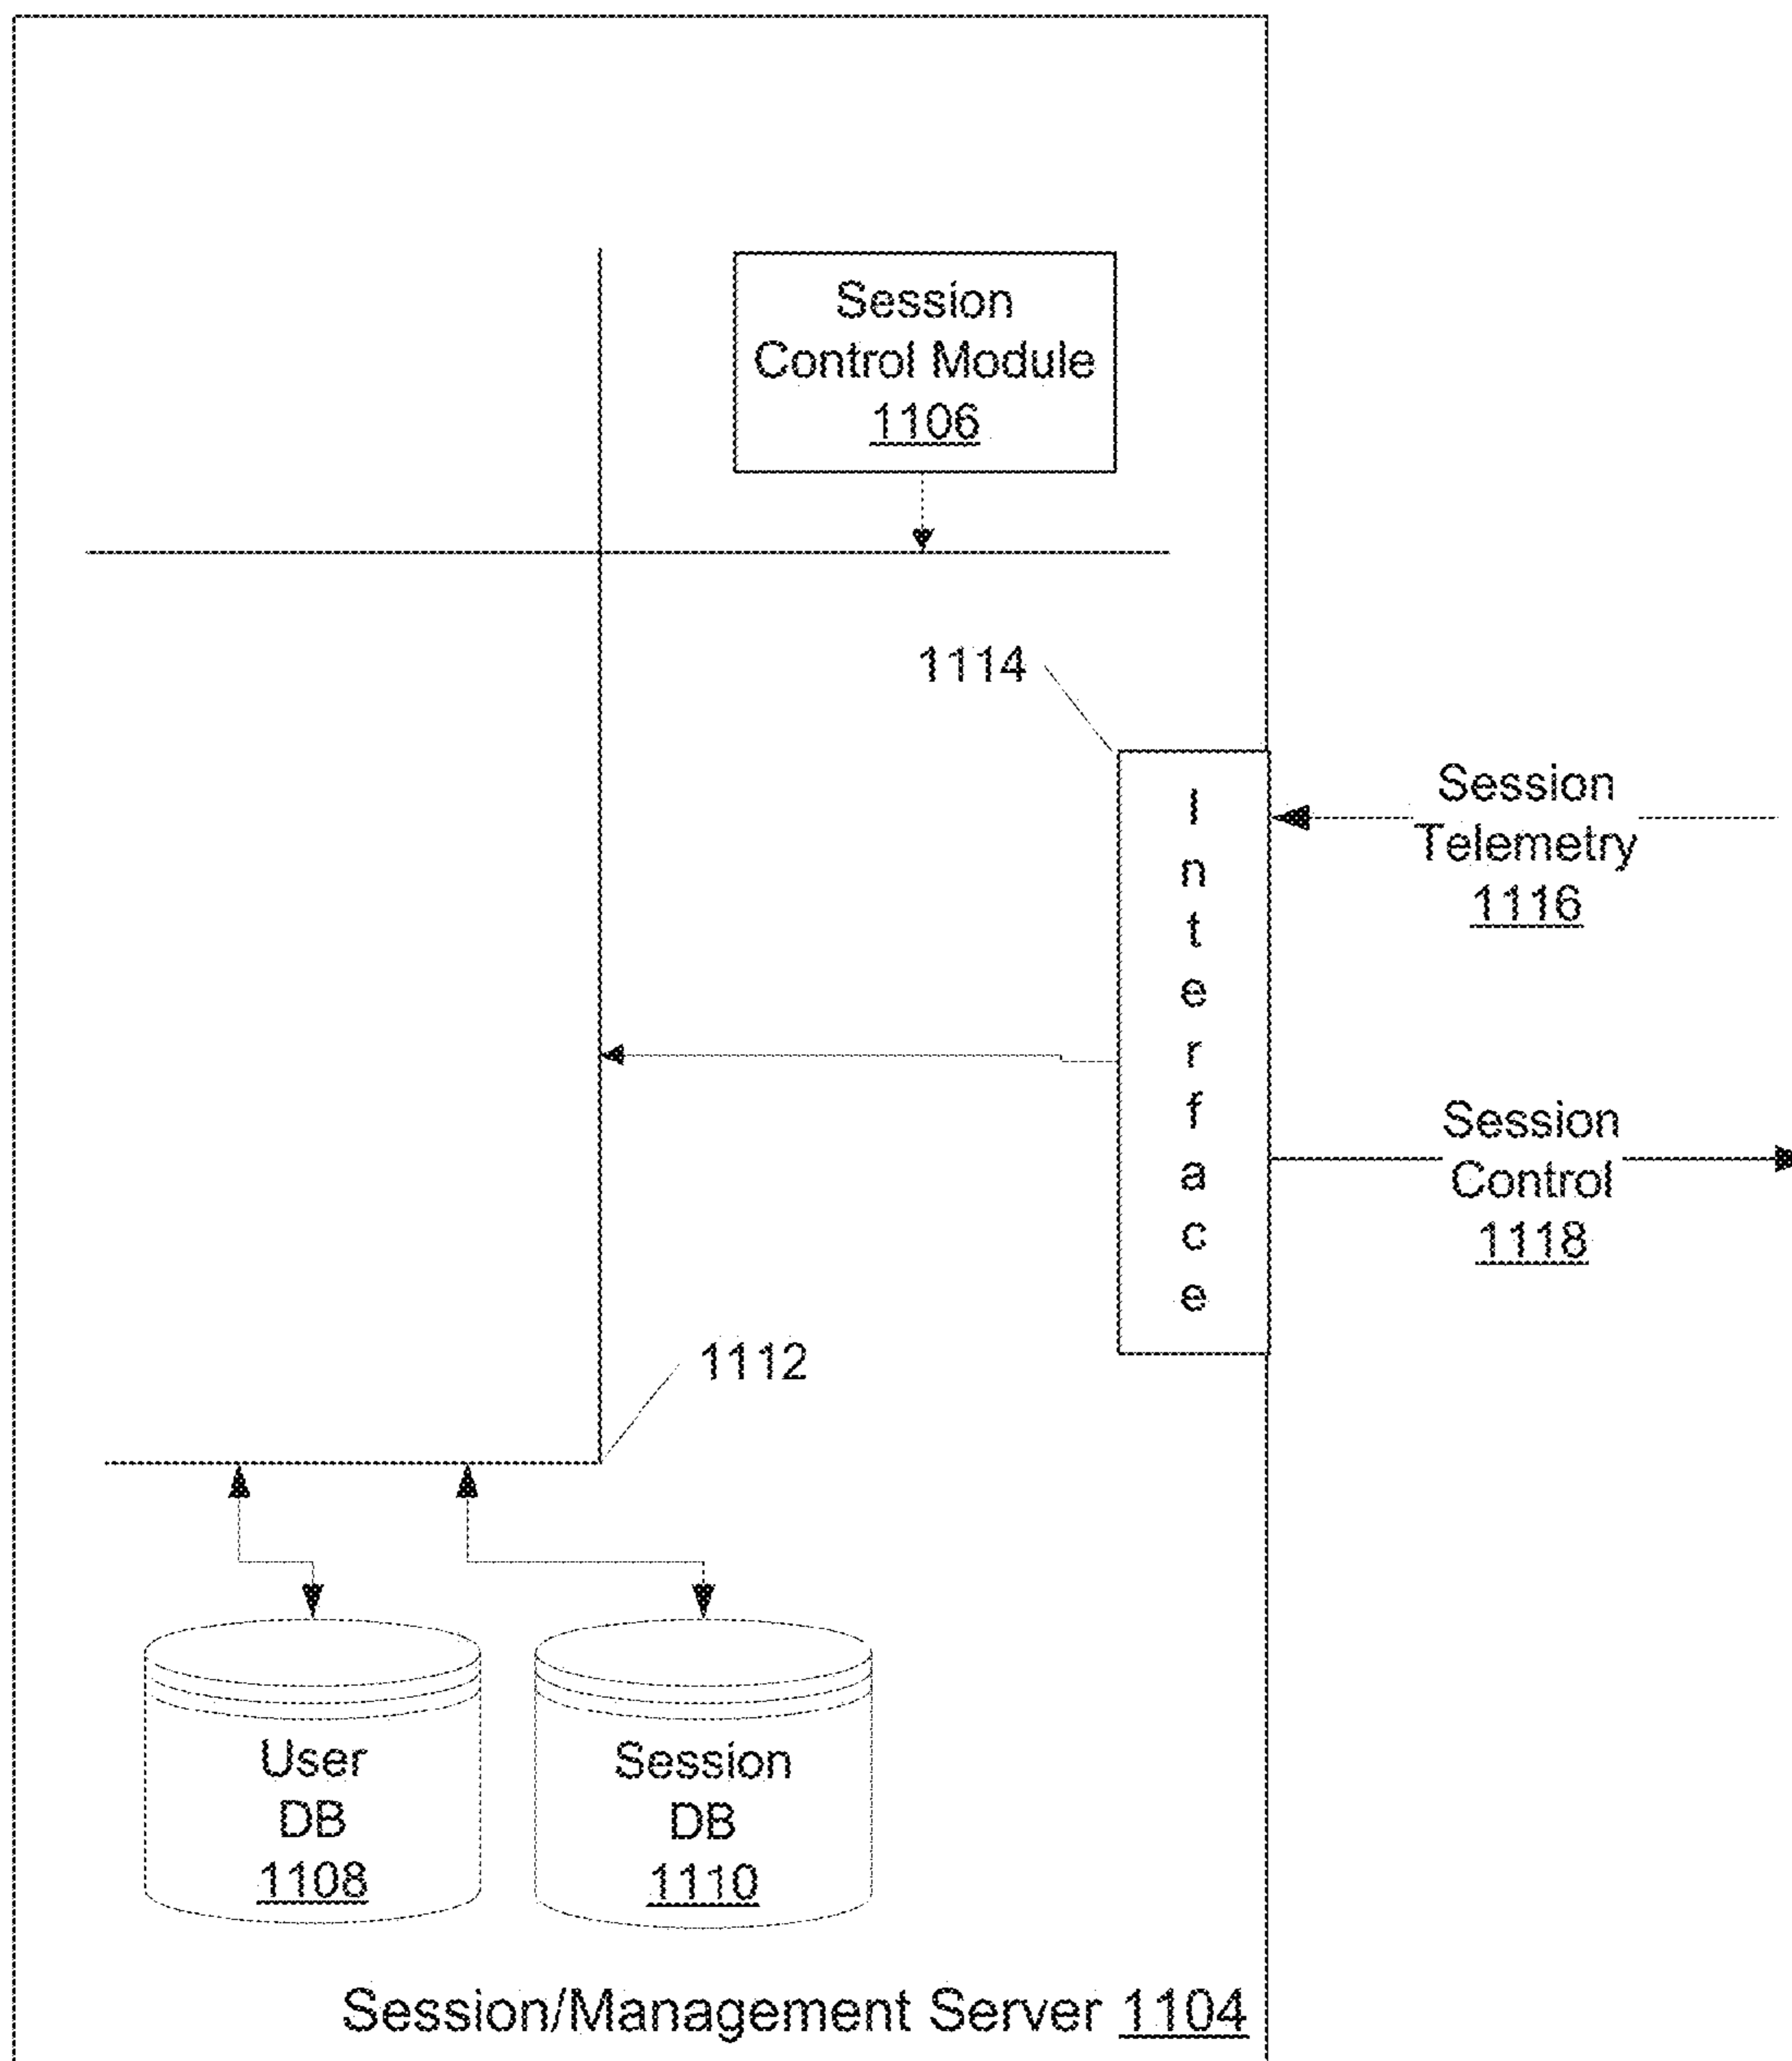 Session
Control Module
1106
1114
Session
Telemetry
1116
Interface
Session
Control
1118
1112
User
DB
1108
Session
DB
1110
Session/Management Server 1104